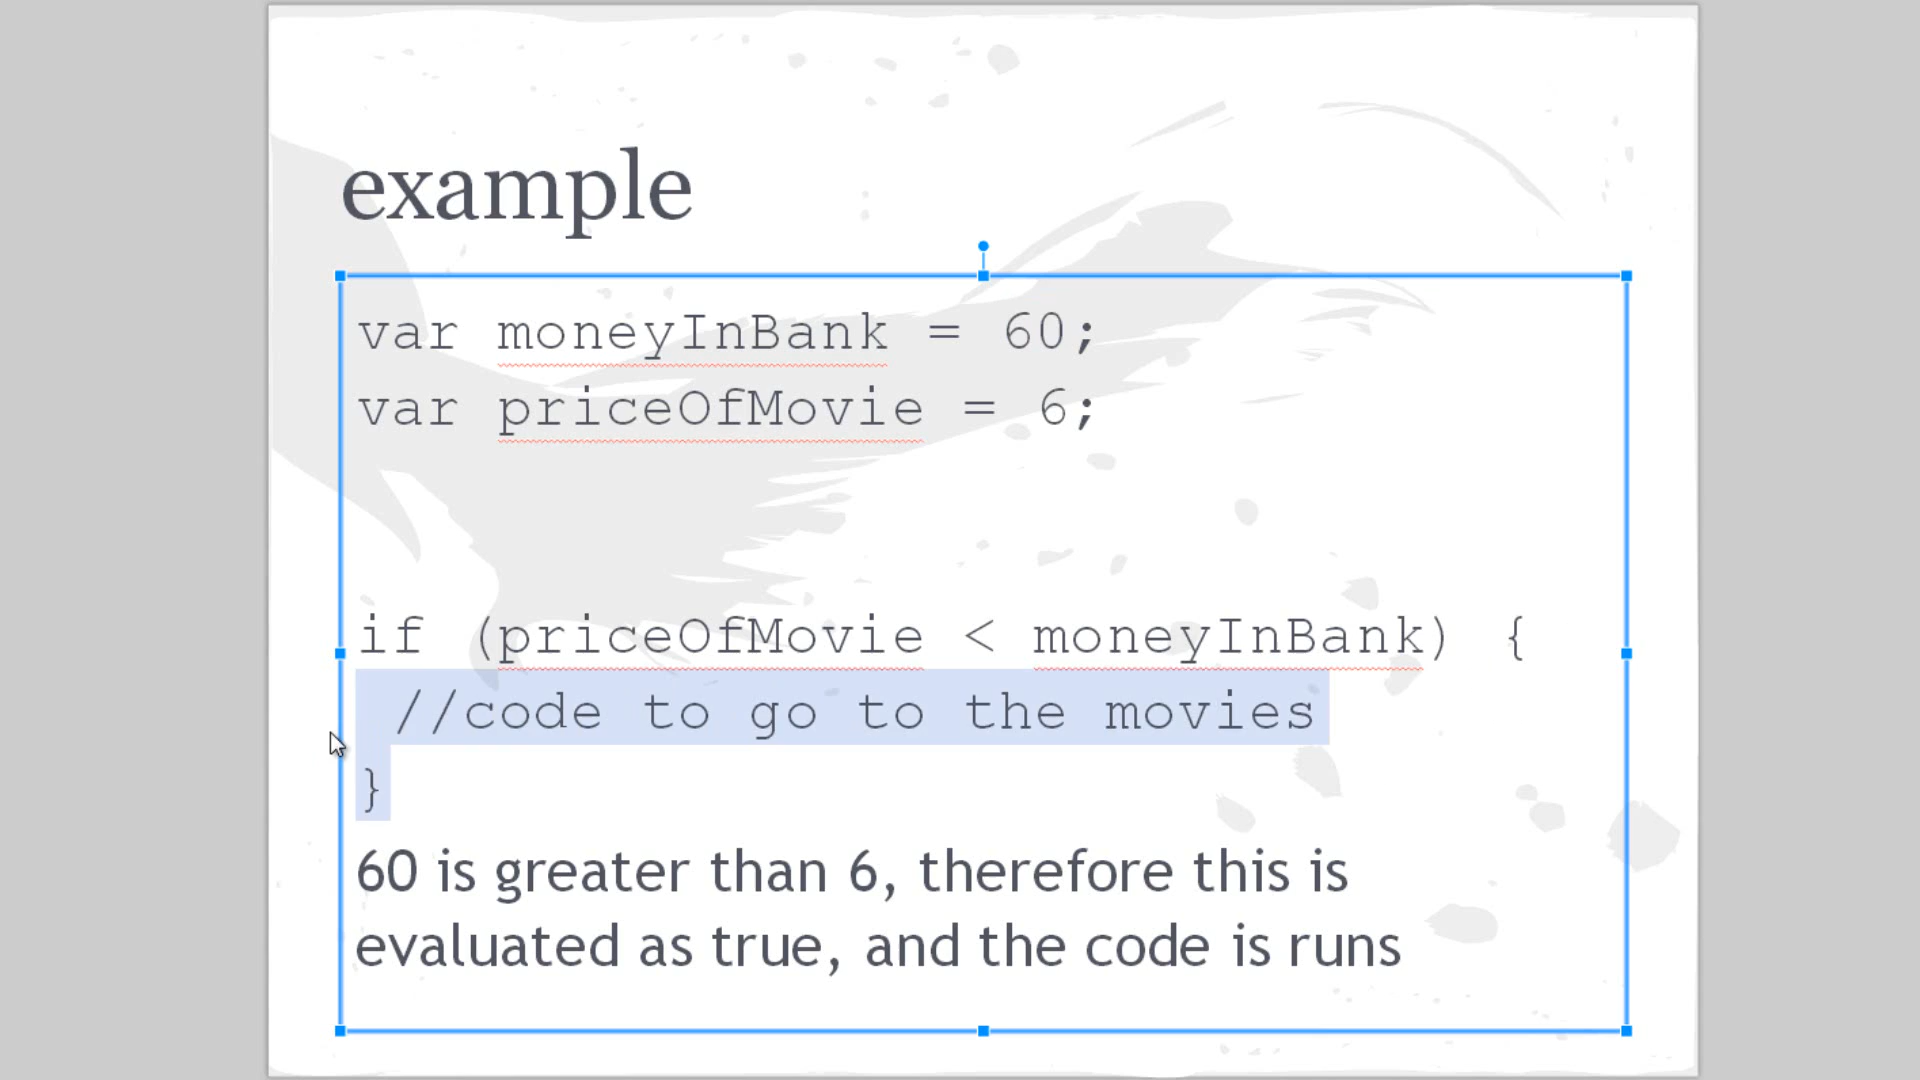 example
var moneyInBank = 60;
var priceOfMovie = 6;
if (priceOfMovie < moneyInBank) {
//code to go to the movies
}
60 is greater than 6, therefore this is
evaluated as true, and the code is runs